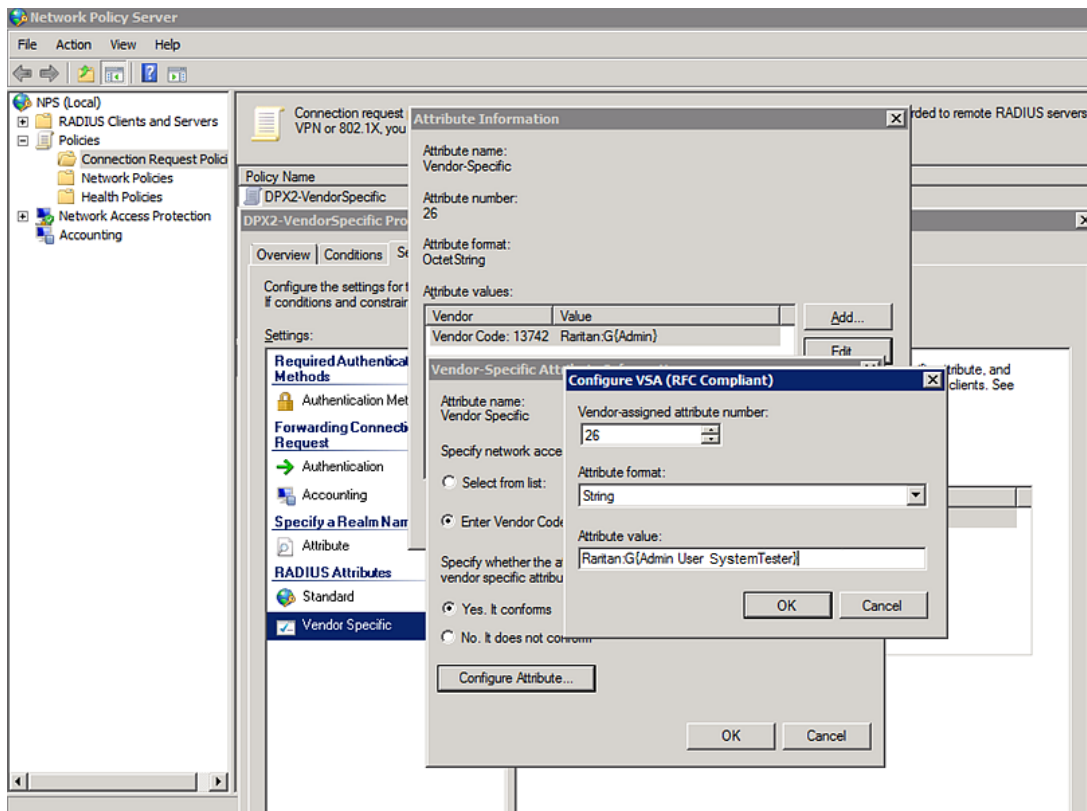 Network Policy Server
File Action View Help
NPS (Local)
RADIUS Clients and Servers
Policies
Connection Request Polici
Network Policies
Health Policies
Network Access Protection
Accounting
Connection request
VPN or 802.1X, you
rded to remote RADIUS servers
Policy Name
DPX2-VendorSpecific
DPX2-VendorSpecific Pro
Overview Conditions Se
Configure the settings for t
If conditions and constrain
Settings:
Required Authenticat
Methods
Authentication Met
Forwarding Connecti
Request
Authentication
Accounting
Specify a Realm Nam
Attribute
RADIUS Attributes
Standard
Vendor Specific
Attribute Information
Attribute name:
Vendor-Specific
Attribute number:
26
Attribute format:
OctetString
Attribute values:
Vendor Value
Vendor Code: 13742 Raritan:G{Admin}
Add...
Edit
tribute, and
clients. See
Vendor-Specific Att
Attribute name:
Vendor Specific
Specify network acce
Select from list:
Enter Vendor Code
Specify whether the a
vendor specific attribu
Yes. It conforms
No. It does not conform
Configure Attribute...
OK Cancel
Configure VSA (RFC Compliant)
Vendor-assigned attribute number:
26
Attribute format:
String
Attribute value:
Raritan:G{Admin User SystemTester}
OK Cancel